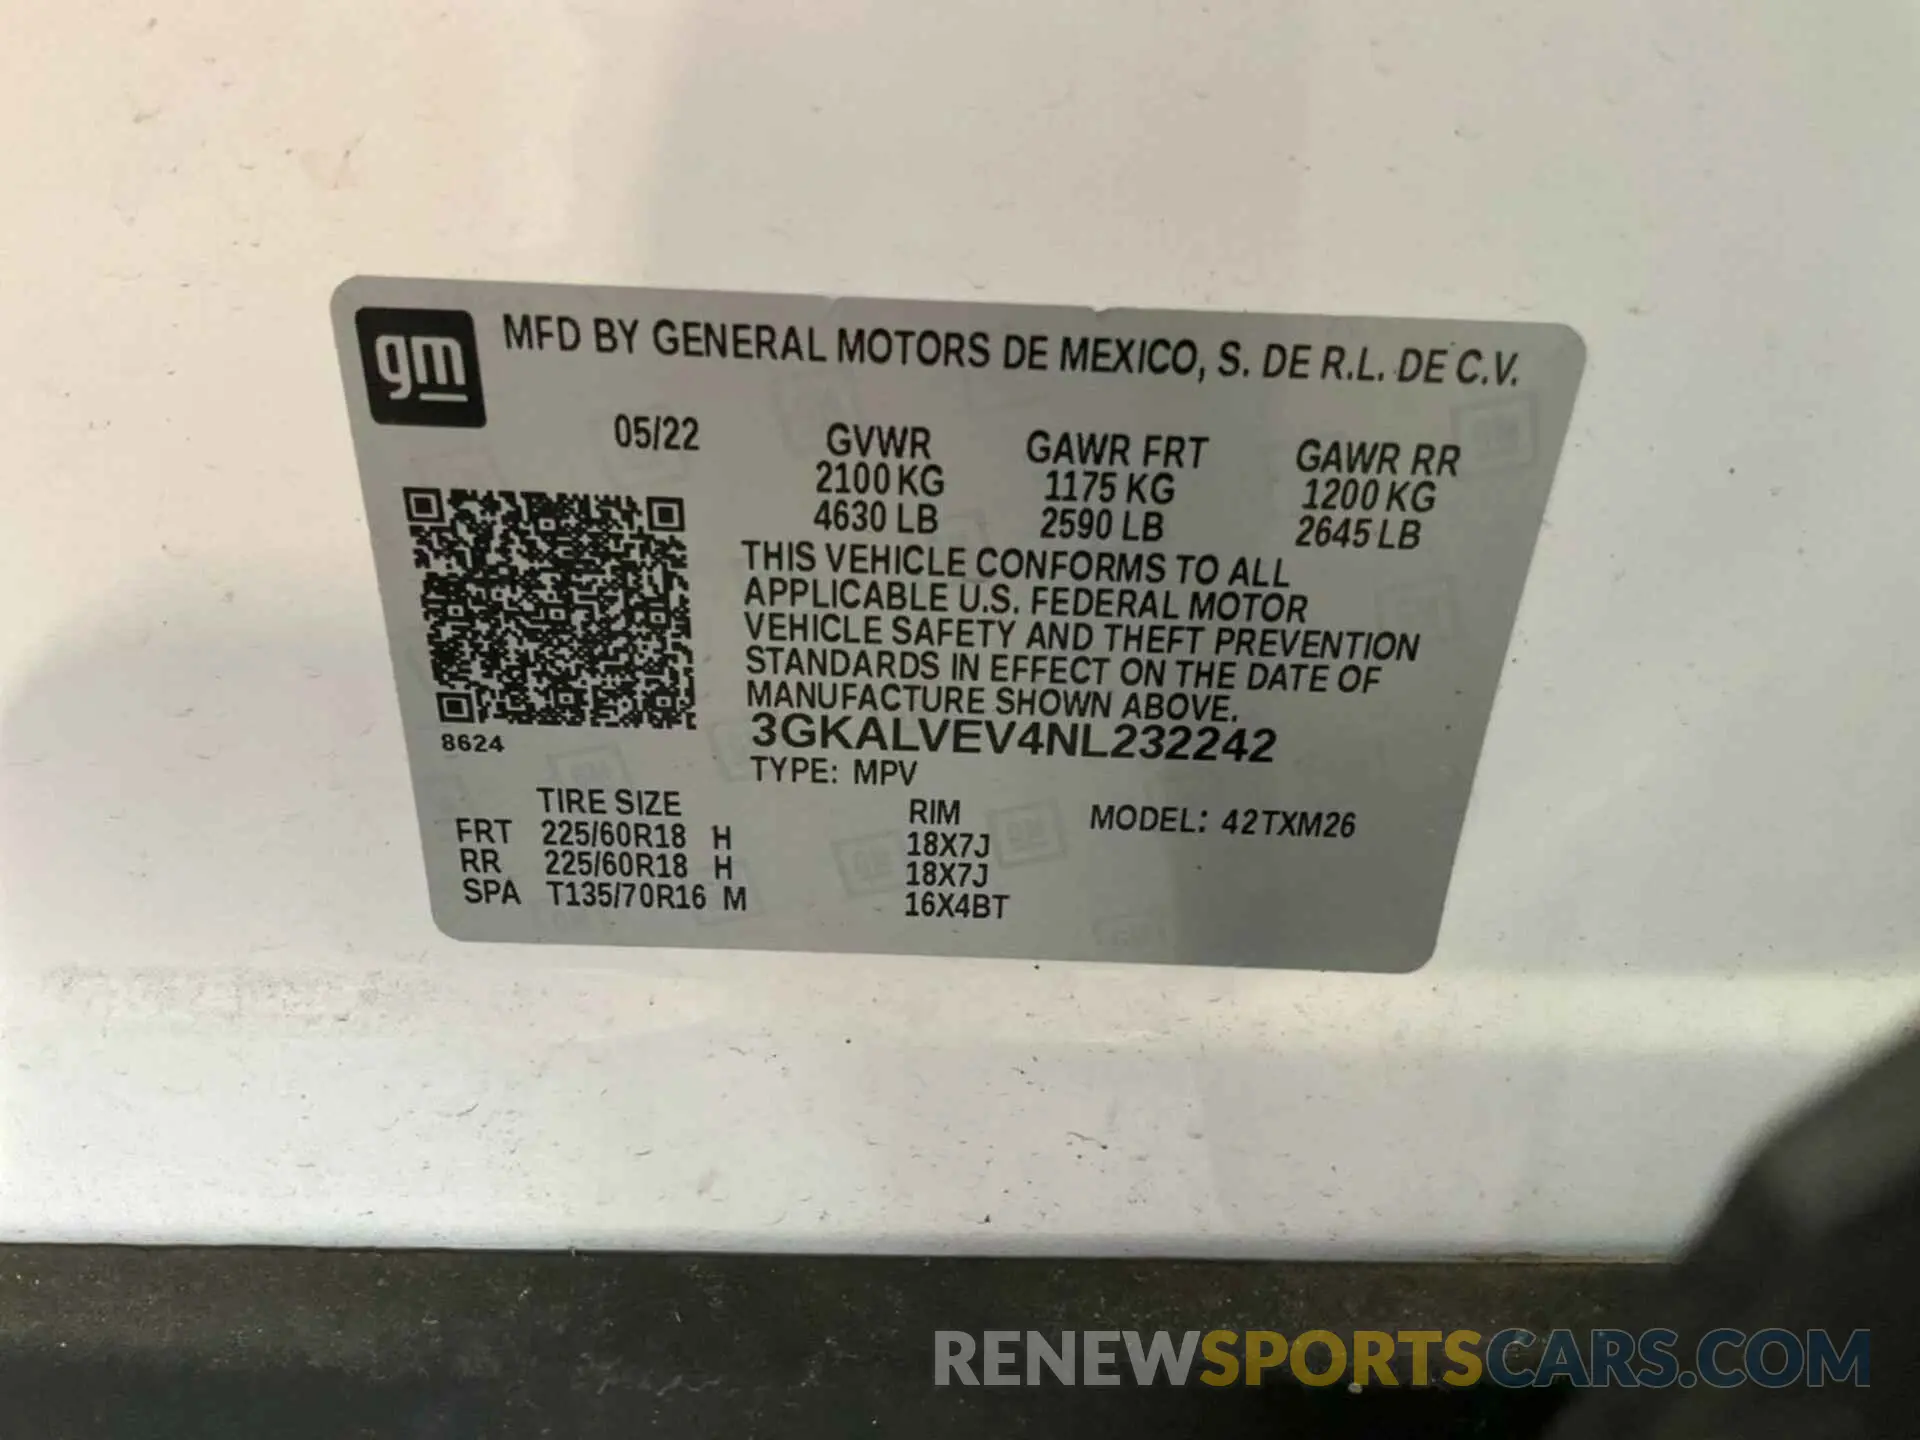 gm MFD BY GENERAL MOTORS DE MEXICO, S. DE R.L. DE C.V.
05/22 GVWR GAWR FRT GAWR RR
2100 KG 1175 KG 1200 KG
4630 LB 2590 LB 2645 LB
THIS VEHICLE CONFORMS TO ALL
APPLICABLE U.S. FEDERAL MOTOR
VEHICLE SAFETY AND THEFT PREVENTION
STANDARDS IN EFFECT ON THE DATE OF
MANUFACTURE SHOWN ABOVE.
8624 3GKALVEV4NL232242
TYPE: MPV
TIRE SIZE RIM MODEL: 42TXM26
FRT 225/60R18 H 18X7J
RR 225/60R18 H 18X7J
SPA T135/70R16 M 16X4BT
RENEWSPORTSCARS.COM